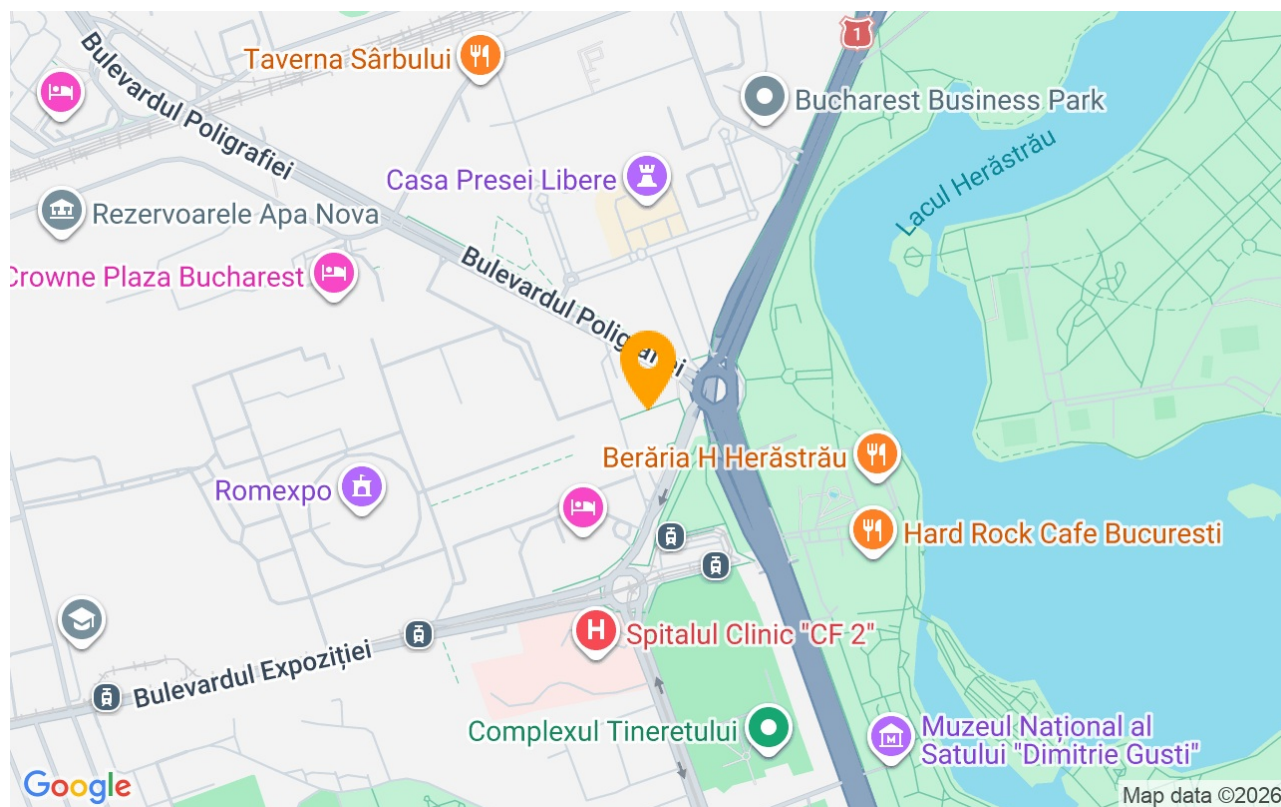 Bulevardul Poligrafiei
Taverna Sârbului
1
Bucharest Business Park
Casa Presei Libere
Lacul Herăstrău
Rezervoarele Apa Nova
Crowne Plaza Bucharest
Bulevardul Poligrafiei
Berăria H Herăstrău
Romexpo
Hard Rock Cafe Bucuresti
H
Spitalul Clinic "CF 2"
Bulevardul Expoziției
Complexul Tineretului
M
Muzeul Național al
Satului "Dimitrie Gusti"
Google
Map data ©2026